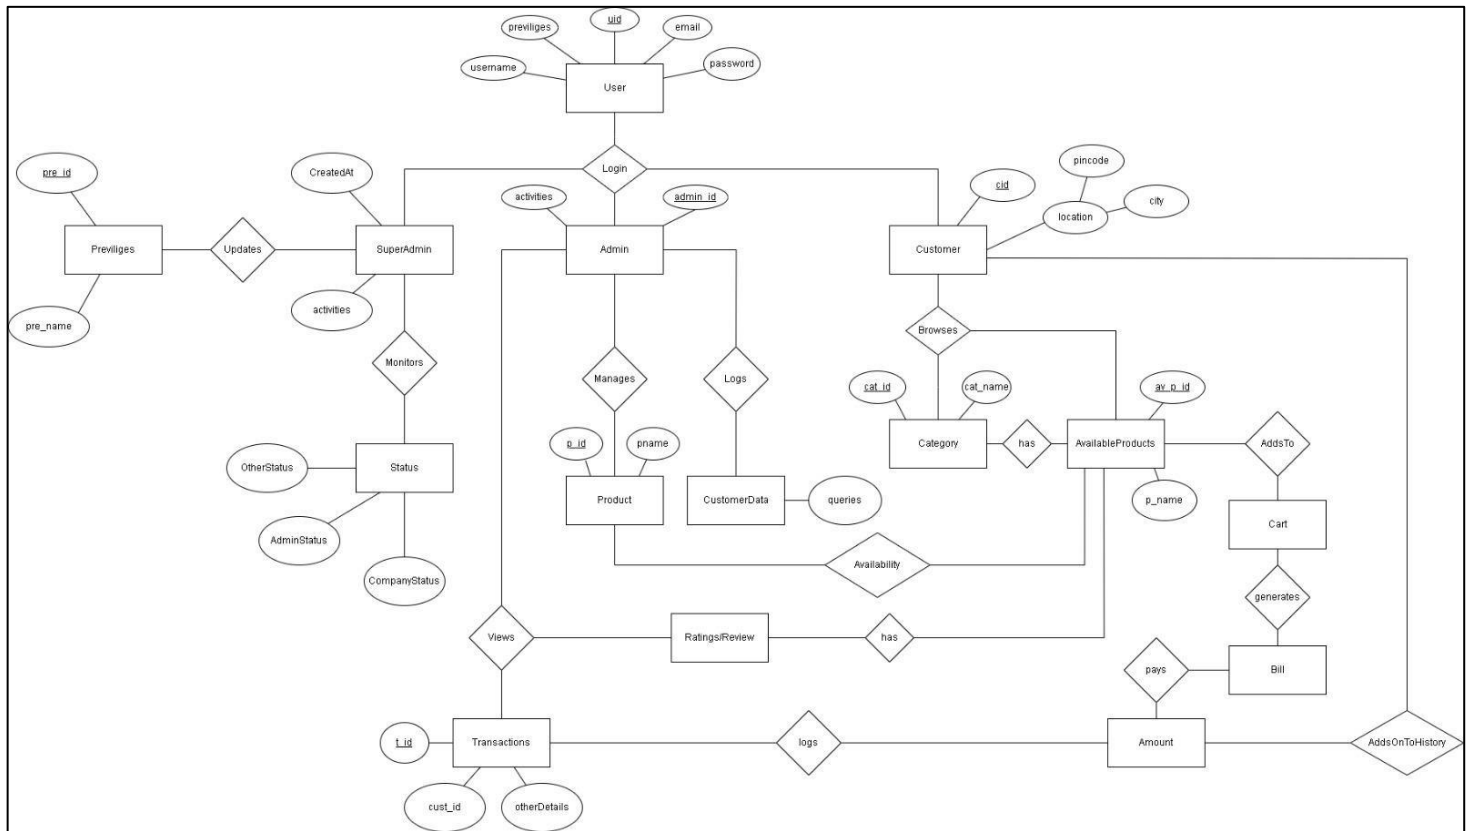 uid
previliges
email
username
password
User
Login
pre_id
CreatedAt
activities
admin_id
cid
pincode
location
city
Previliges
Updates
SuperAdmin
Admin
Customer
pre_name
activities
Monitors
Manages
Logs
Browses
cat_id
cat_name
av_p_id
OtherStatus
Status
p_id
pname
Category
has
AvailableProducts
AddsTo
Product
CustomerData
queries
p_name
Cart
AdminStatus
CompanyStatus
Availability
generates
Views
Ratings/Review
has
pays
Bill
t_id
Transactions
logs
Amount
AddsOnToHistory
cust_id
otherDetails